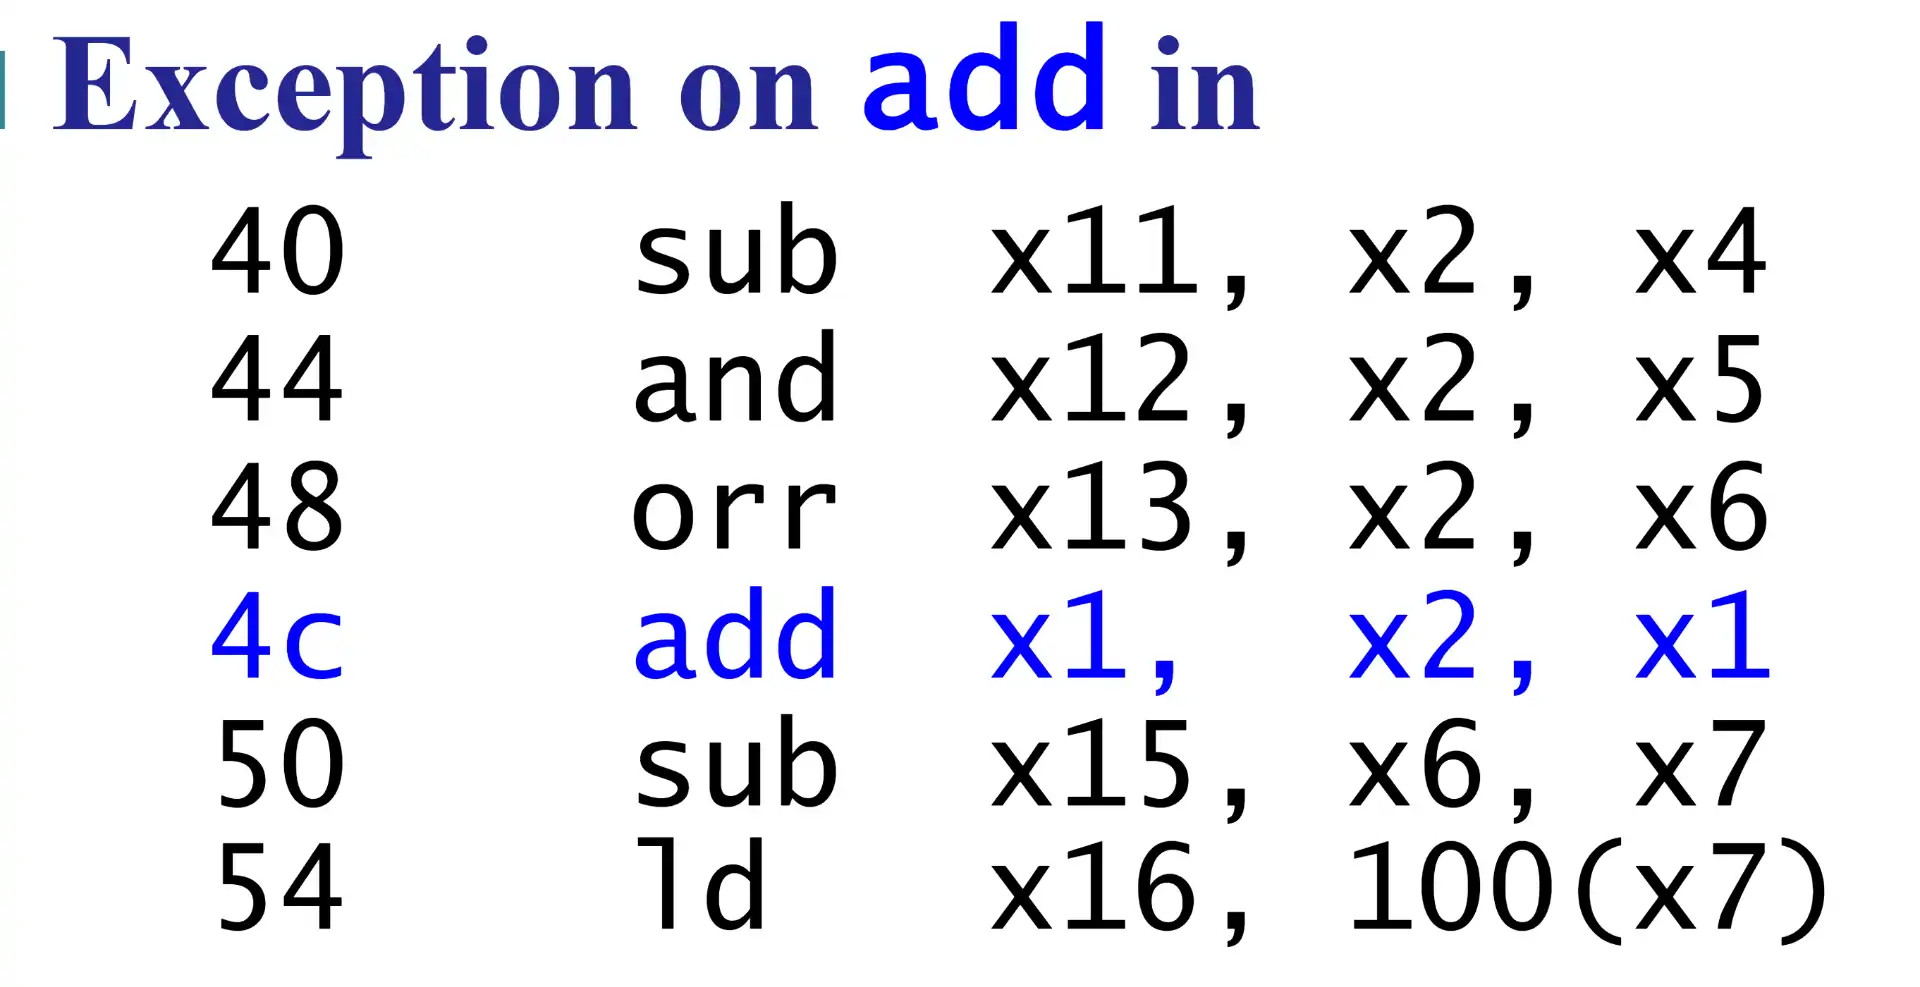 Exception on add in
40 sub x11, x2, x4
44 and x12, x2, x5
48 orr x13, x2, x6
4c add x1, x2, x1
50 sub x15, x6, x7
54 ld x16, 100(x7)